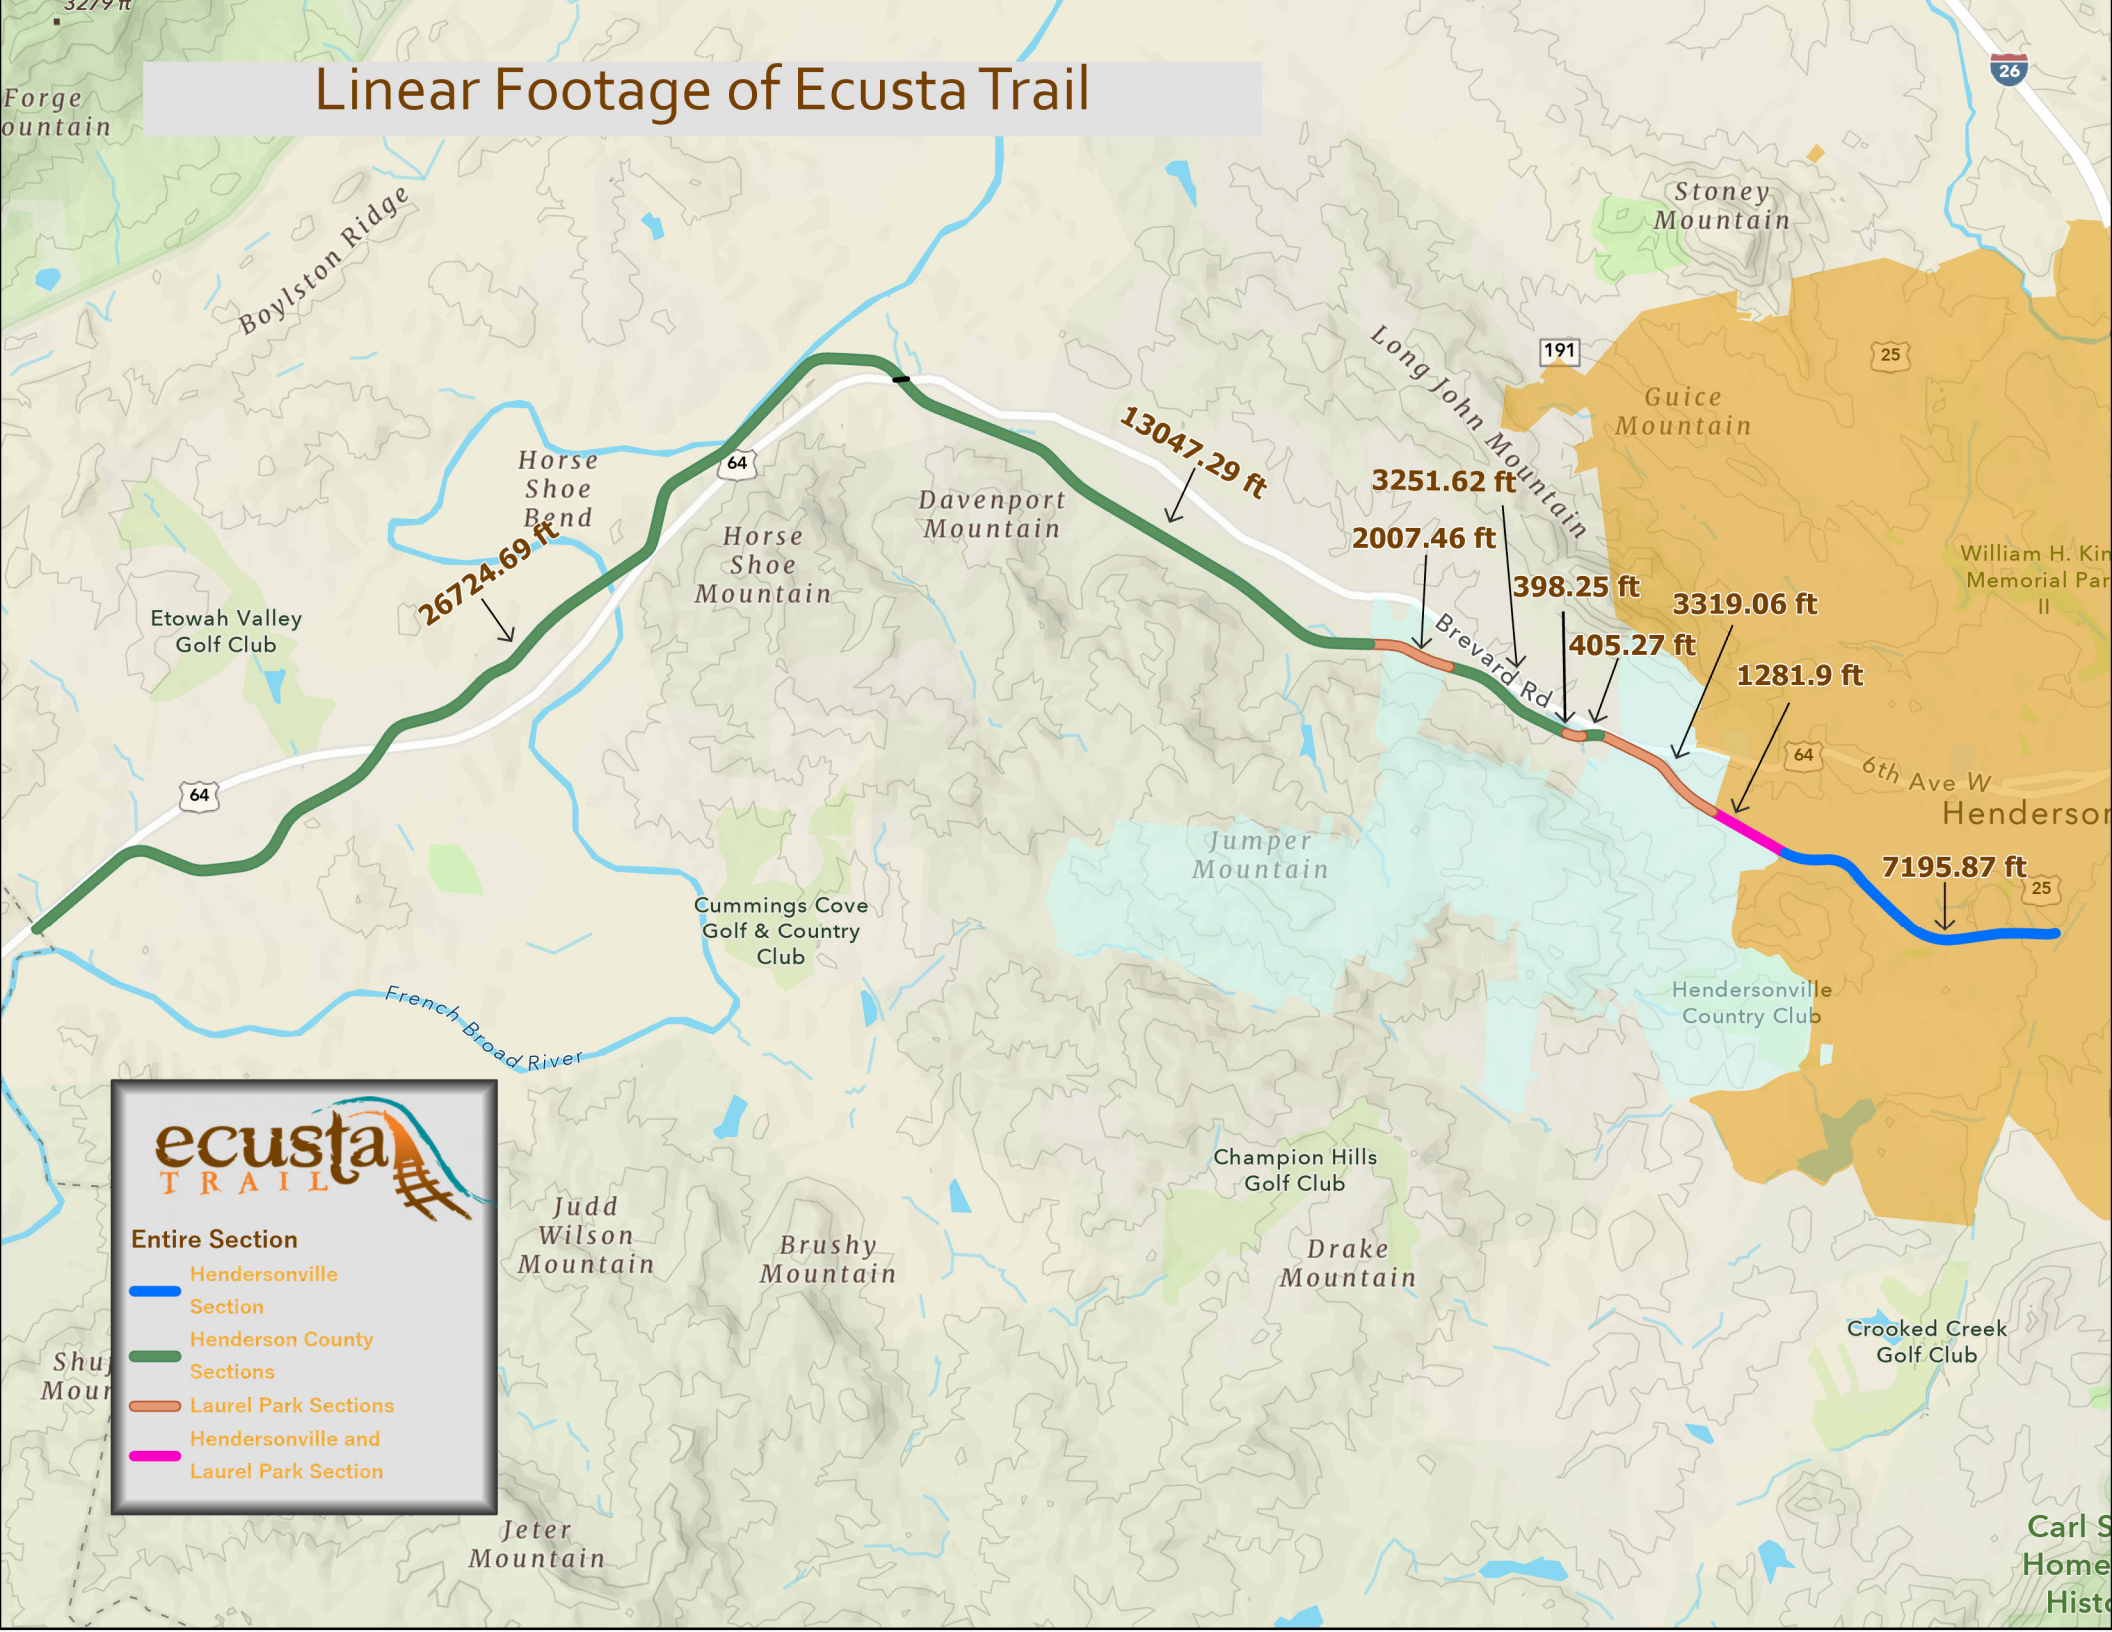 3279 ft
Linear Footage of Ecusta Trail
26
Forge
ountain
Boylston Ridge
Stoney
Mountain
191
25
Long John Mountain
Guice
Mountain
13047.29 ft
64
Horse
Shoe
Bend
3251.62 ft
Davenport
Mountain
2007.46 ft
26724.69 ft
Horse
Shoe
Mountain
William H. Kin
Memorial Par
II
398.25 ft
3319.06 ft
Etowah Valley
Golf Club
Brevard Rd
405.27 ft
1281.9 ft
64
64
6th Ave W
Henderson
Jumper
Mountain
7195.87 ft
25
Cummings Cove
Golf & Country
Club
Hendersonville
Country Club
French Broad River
ecusta
TRAIL
Champion Hills
Golf Club
Judd
Wilson
Mountain
Brushy
Mountain
Drake
Mountain
Entire Section
Hendersonville
Section
Henderson County
Sections
Laurel Park Sections
Hendersonville and
Laurel Park Section
Crooked Creek
Golf Club
Shuf
Moun
Jeter
Mountain
Carl S
Home
Histo